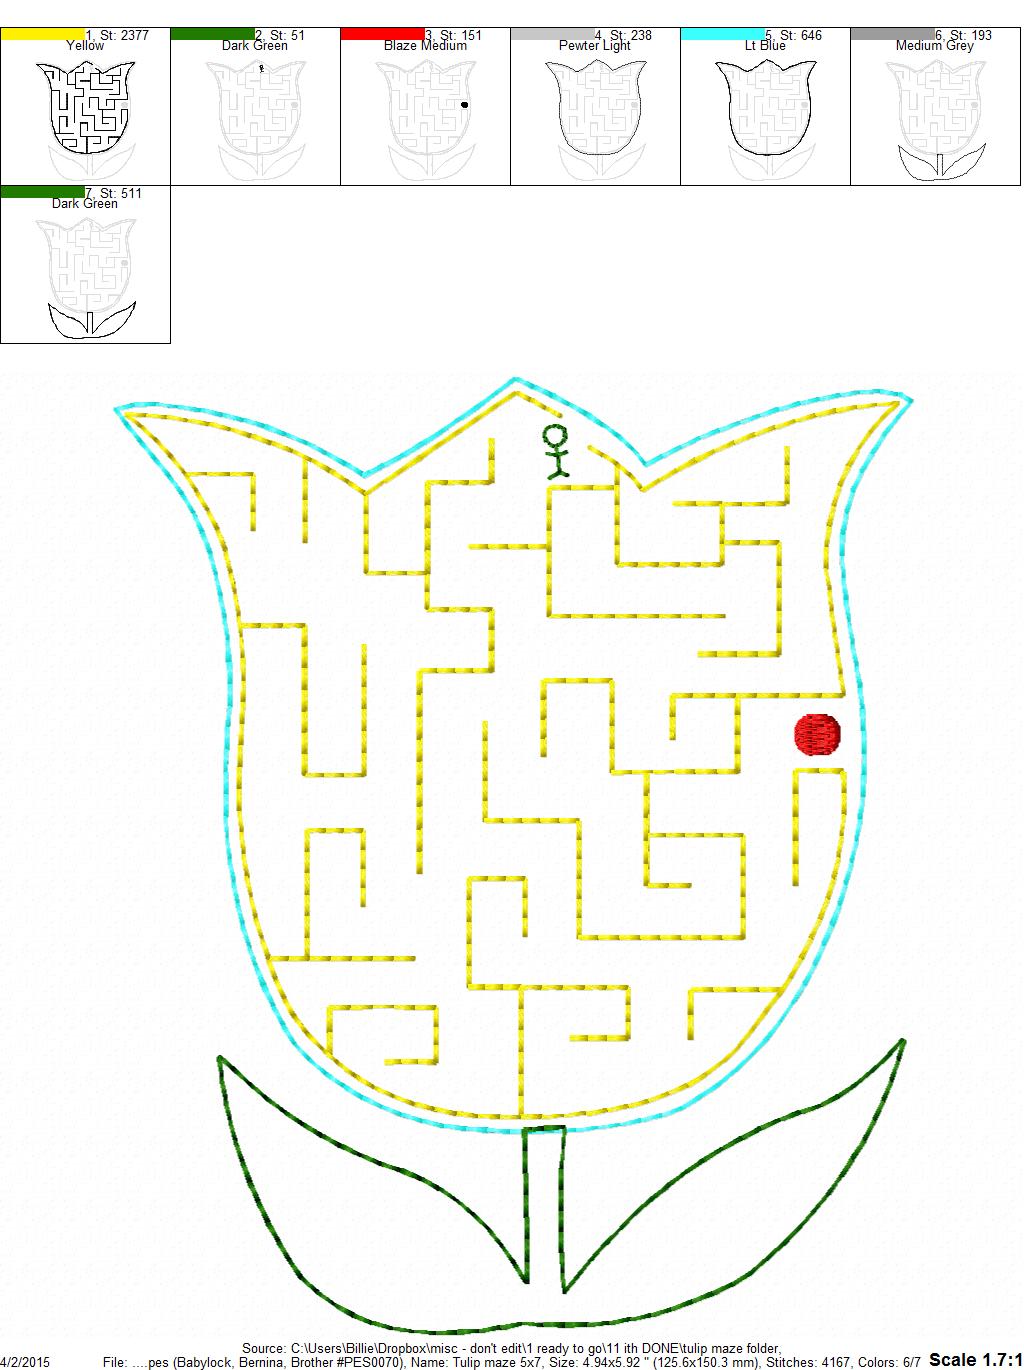 1, St: 2377
Yellow
2, St: 51
Dark Green
3, St: 151
Blaze Medium
4, St: 238
Pewter Light
5, St: 646
Lt Blue
6, St: 193
Medium Grey
7, St: 511
Dark Green
Source: C:\Users\Billie\Dropbox\misc - don't edit\1 ready to go\11 ith DONE\tulip maze folder,
4/2/2015 File: ....pes (Babylock, Bernina, Brother #PES0070), Name: Tulip maze 5x7, Size: 4.94x5.92 " (125.6x150.3 mm), Stitches: 4167, Colors: 6/7 Scale 1.7:1